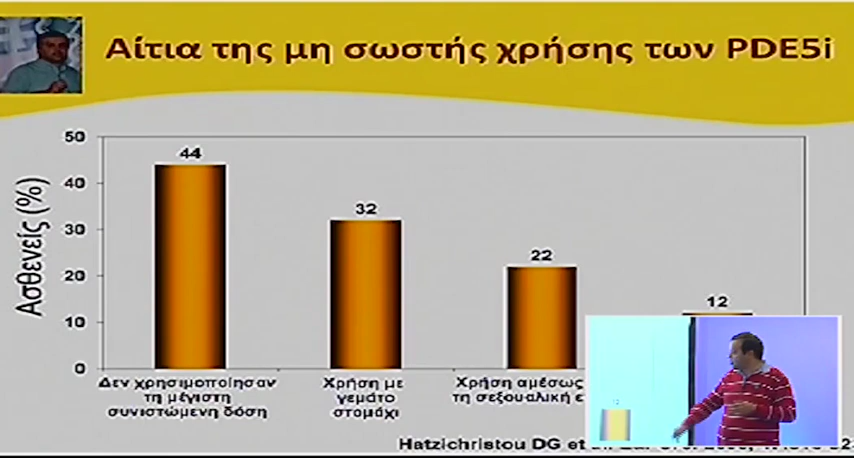 Αίτια της μη σωστής χρήσης των PDE5i
Ασθενείς (%)
50
40
30
20
10
0
44
32
22
12
Δεν χρησιμοποίησαν
τη μέγιστη
συνιστώμενη δόση
Χρήση με
γεμάτο
στομάχι
Χρήση αμέσως
τη σεξουαλική
Hatzichristou DG et